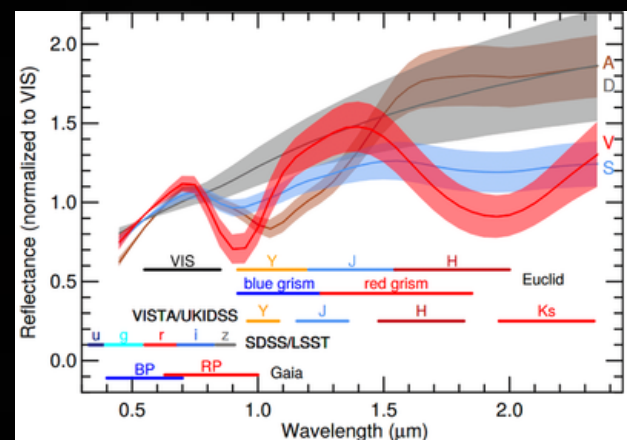 Reflectance (normalized to VIS)
2.0
1.5
1.0
0.5
0.0
A
D
V
S
VIS Y J H
Euclid
blue grism red grism
VISTA/UKIDSS Y J H Ks
u g r i z SDSS/LSST
BP RP Gaia
0.5 1.0 1.5 2.0
Wavelength (μm)